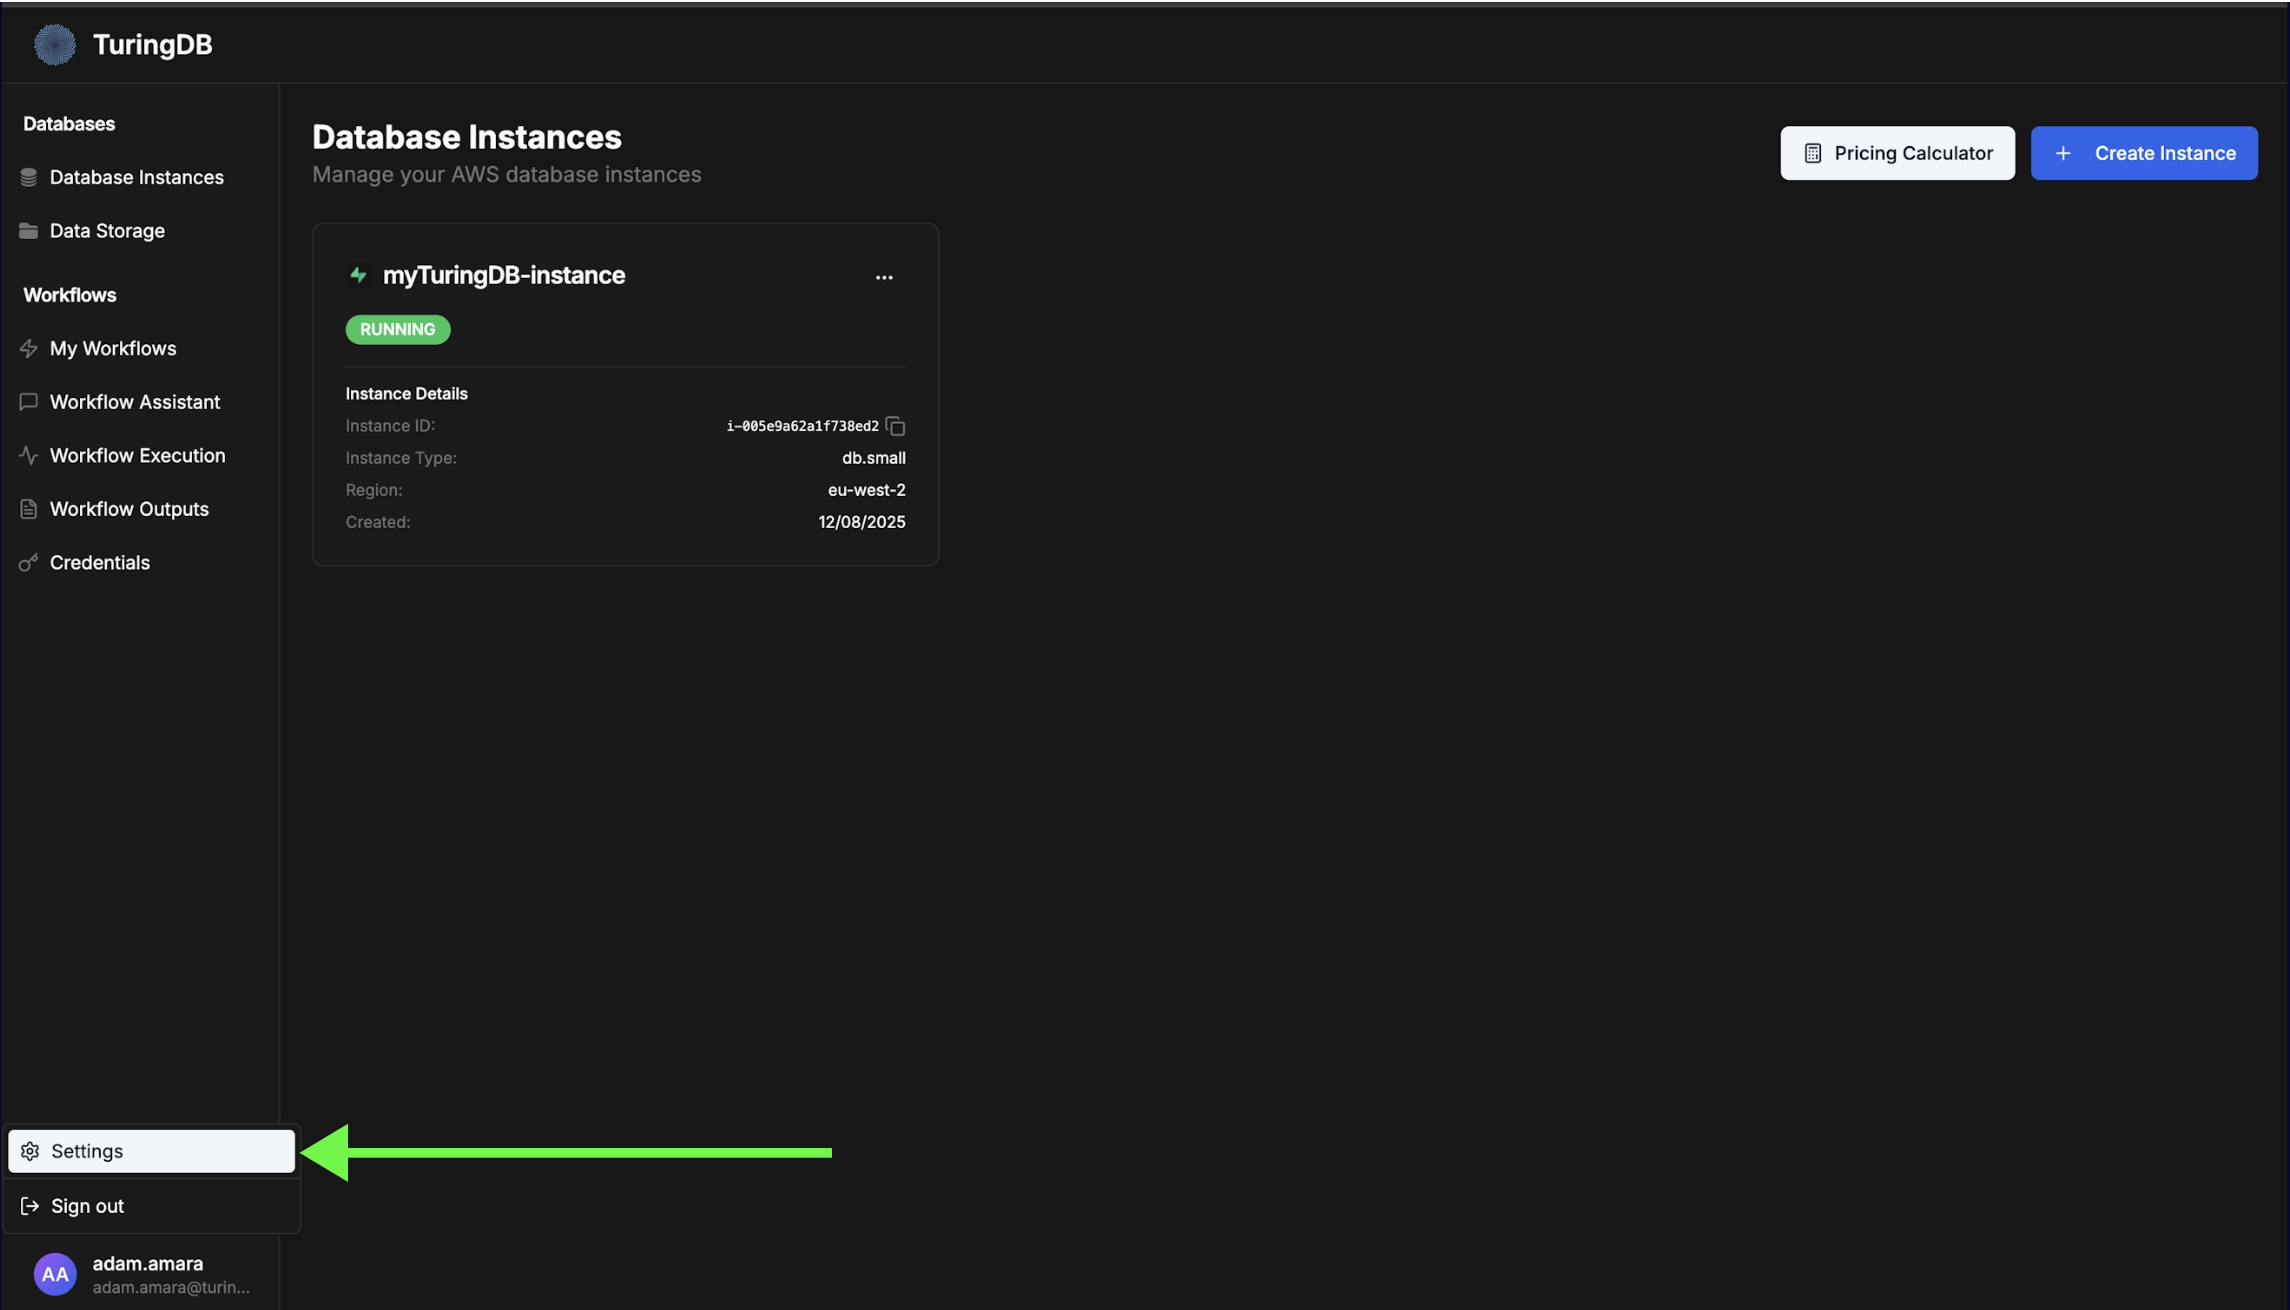 TuringDB
Databases
Database Instances
Data Storage
Workflows
My Workflows
Workflow Assistant
Workflow Execution
Workflow Outputs
Credentials
Settings
Sign out
AA
adam.amara
adam.amara@turin...
Database Instances
Manage your AWS database instances
Pricing Calculator
+ Create Instance
myTuringDB-instance
...
RUNNING
Instance Details
Instance ID: i-005e9a62a1f738ed2
Instance Type: db.small
Region: eu-west-2
Created: 12/08/2025